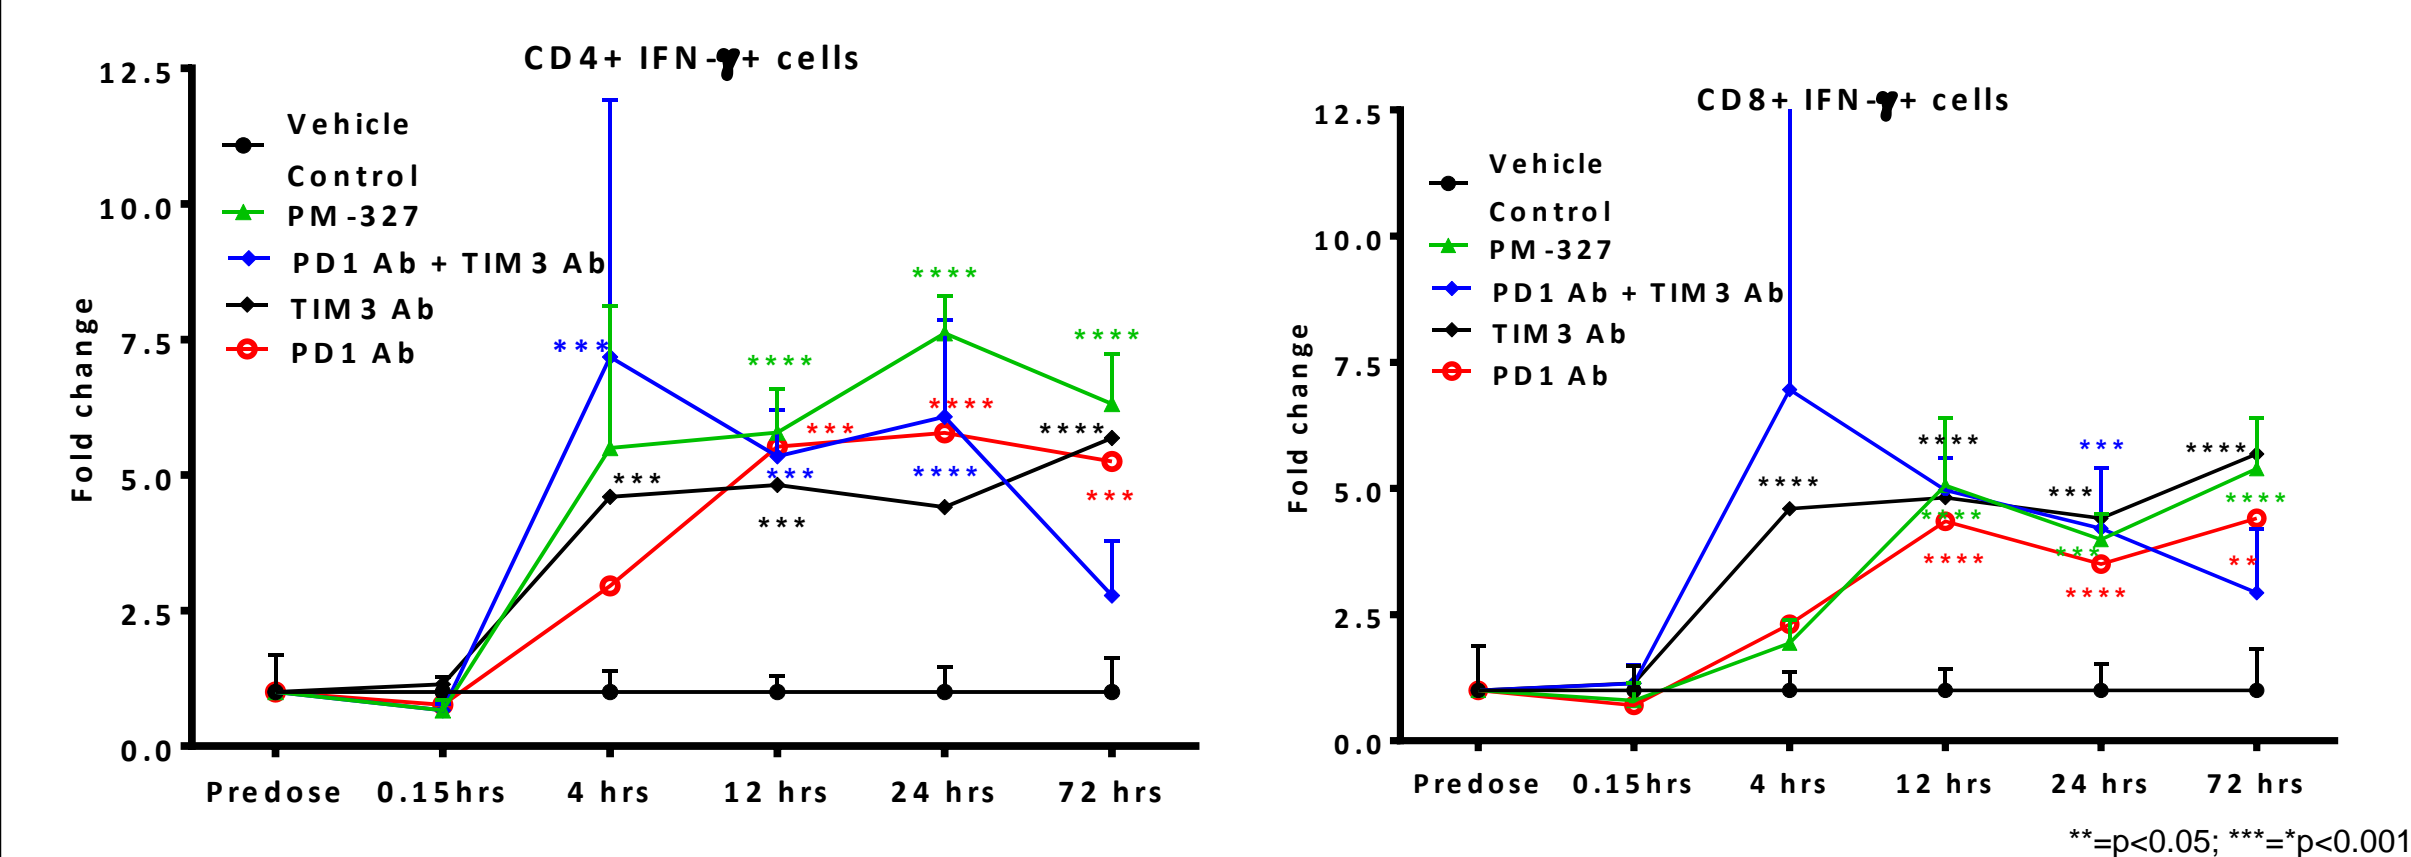 CD4+ IFN-γ+ cells
12.5
10.0
7.5
5.0
2.5
0.0
Fold change
Vehicle
Control
PM-327
PD1 Ab + TIM3 Ab
TIM3 Ab
PD1 Ab
****
****
****
***
****
***
****
***
***
****
***
***
Predose 0.15hrs 4 hrs 12 hrs 24 hrs 72 hrs
CD8+ IFN-γ+ cells
12.5
10.0
7.5
5.0
2.5
0.0
Fold change
Vehicle
Control
PM-327
PD1 Ab + TIM3 Ab
TIM3 Ab
PD1 Ab
****
***
****
****
***
****
****
***
****
**
****
Predose 0.15hrs 4 hrs 12 hrs 24 hrs 72 hrs
**=p<0.05; ***=*p<0.001